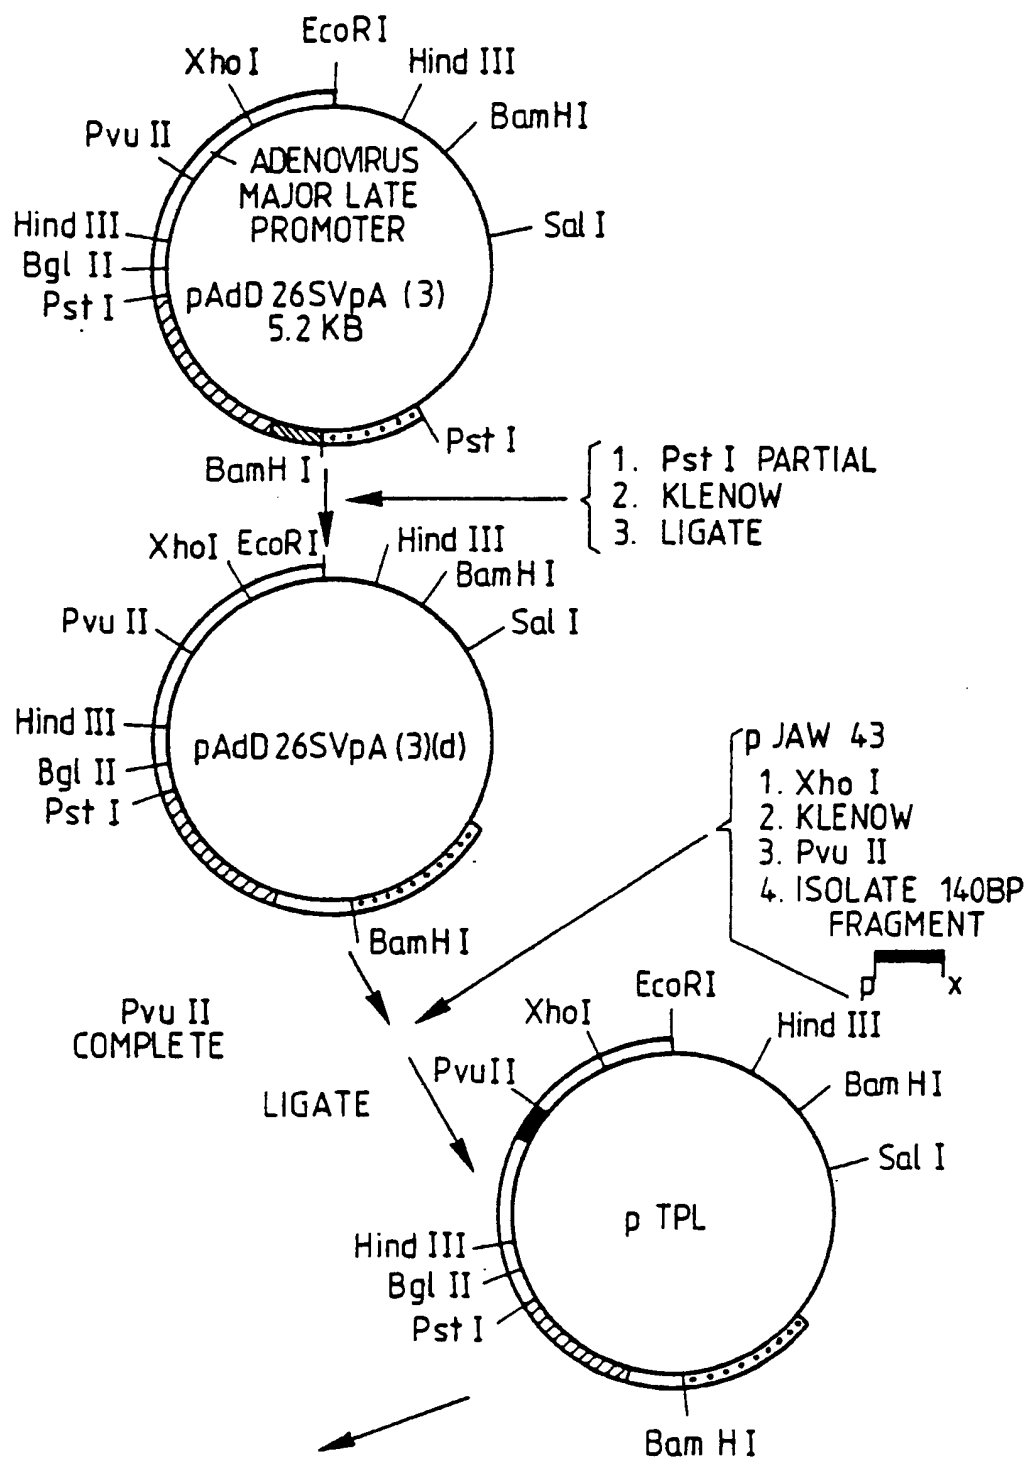 EcoRI
XhoI
Hind III
BamHI
Pvu II
ADENOVIRUS
MAJOR LATE
PROMOTER
Hind III
Sal I
Bgl II
Pst I
pAdD 26SVpA (3)
5.2 KB
Pst I
BamH I
1. Pst I PARTIAL
2. KLENOW
3. LIGATE
XhoI
EcoRI
Hind III
BamH I
Pvu II
Sal I
Hind III
pAdD 26SVpA (3)(d)
Bgl II
Pst I
p JAW 43
1. Xho I
2. KLENOW
3. Pvu II
4. ISOLATE 140BP
FRAGMENT
BamH I
p
x
Pvu II
COMPLETE
EcoRI
XhoI
Hind III
PvuII
Bam HI
LIGATE
Sal I
p TPL
Hind III
Bgl II
Pst I
Bam HI